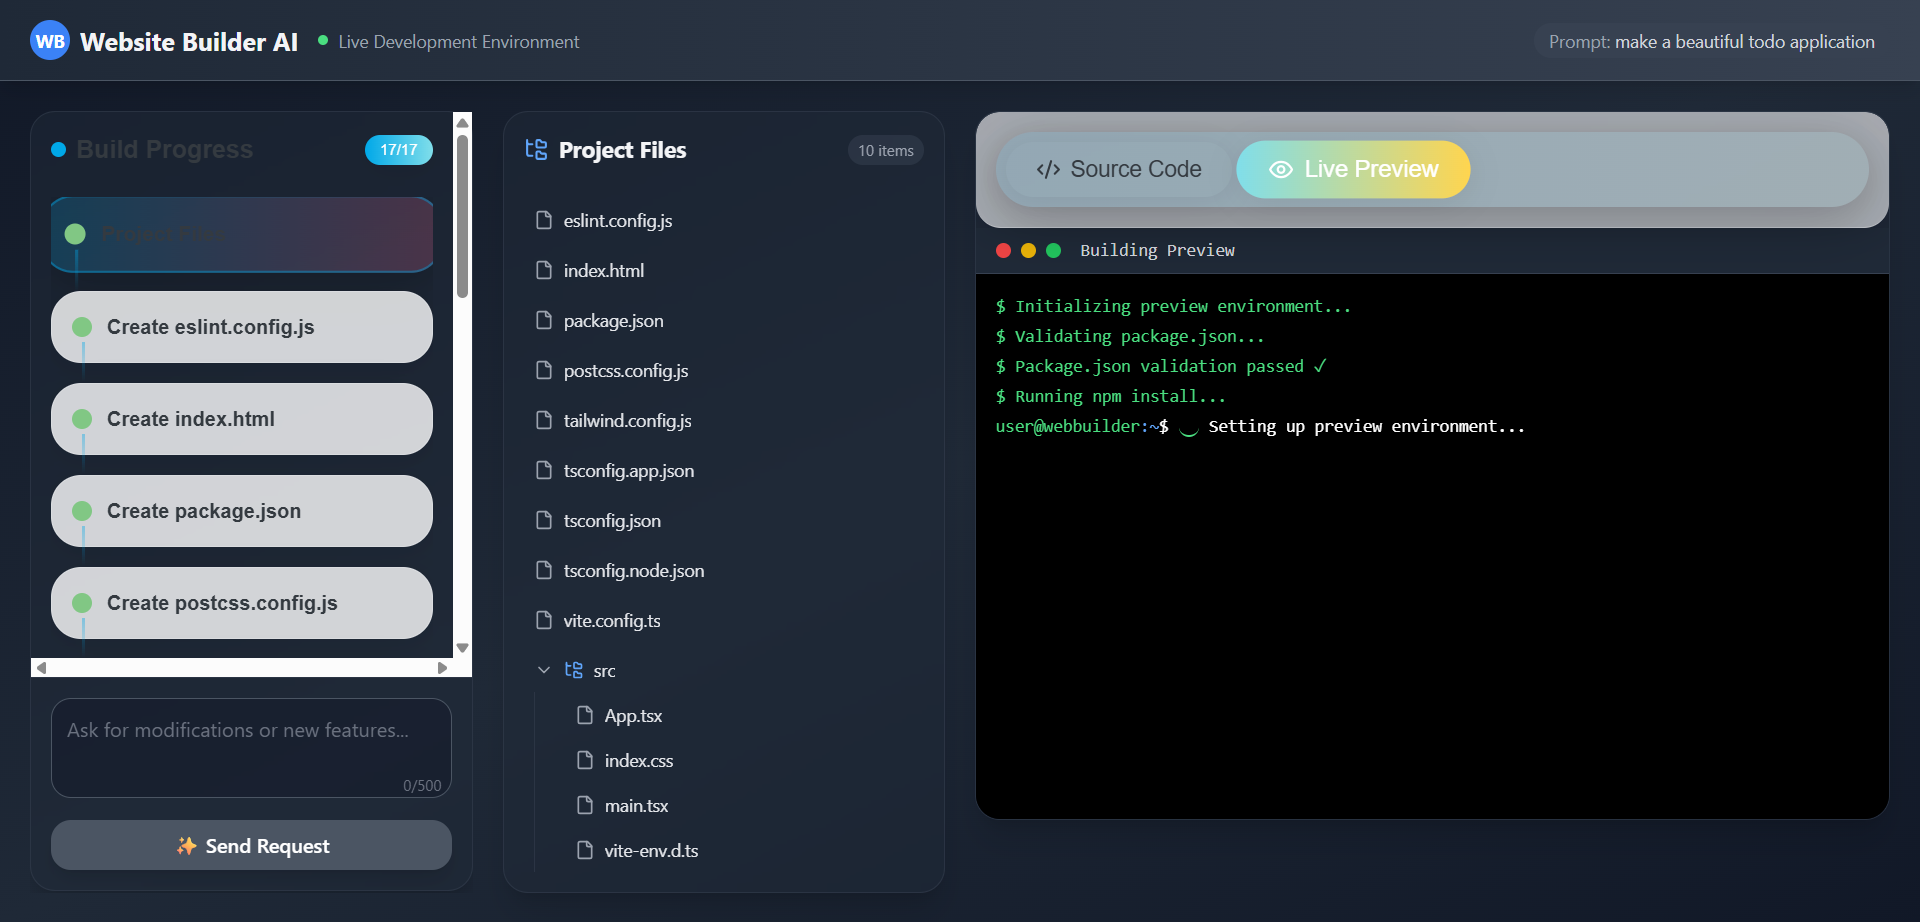 WB Website Builder AI Live Development Environment
Prompt: make a beautiful todo application
Build Progress 17/17
Project Files
Create eslint.config.js
Create index.html
Create package.json
Create postcss.config.js
Ask for modifications or new features...
0/500
✨ Send Request
Project Files 10 items
eslint.config.js
index.html
package.json
postcss.config.js
tailwind.config.js
tsconfig.app.json
tsconfig.json
tsconfig.node.json
vite.config.ts
src
App.tsx
index.css
main.tsx
vite-env.d.ts
</> Source Code Live Preview
Building Preview
$ Initializing preview environment...
$ Validating package.json...
$ Package.json validation passed ✓
$ Running npm install...
user@webbuilder:~$ Setting up preview environment...